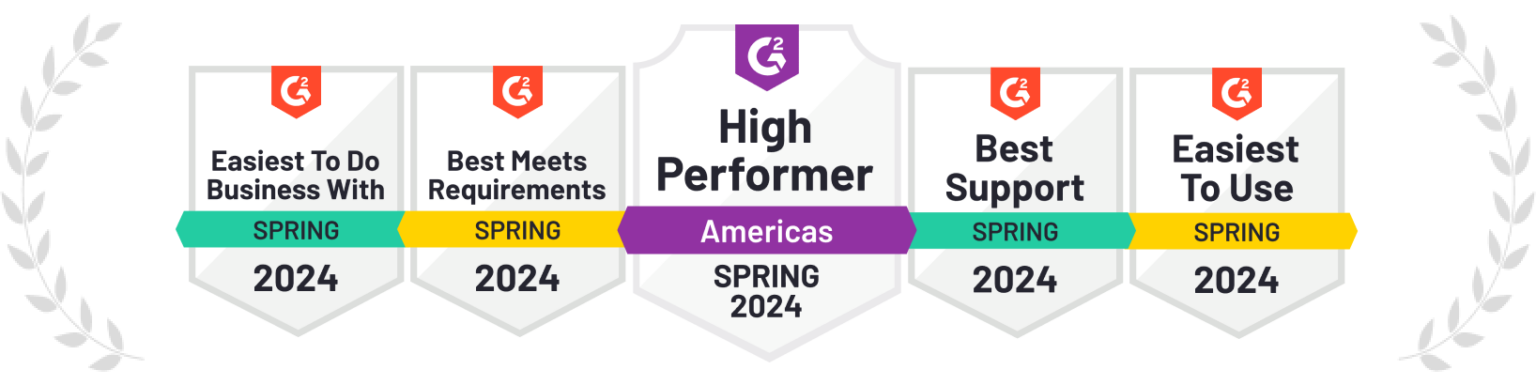 G2
Easiest To Do
Business With
SPRING
2024
G2
Best Meets
Requirements
SPRING
2024
G2
High
Performer
Americas
SPRING
2024
G2
Best
Support
SPRING
2024
G2
Easiest
To Use
SPRING
2024